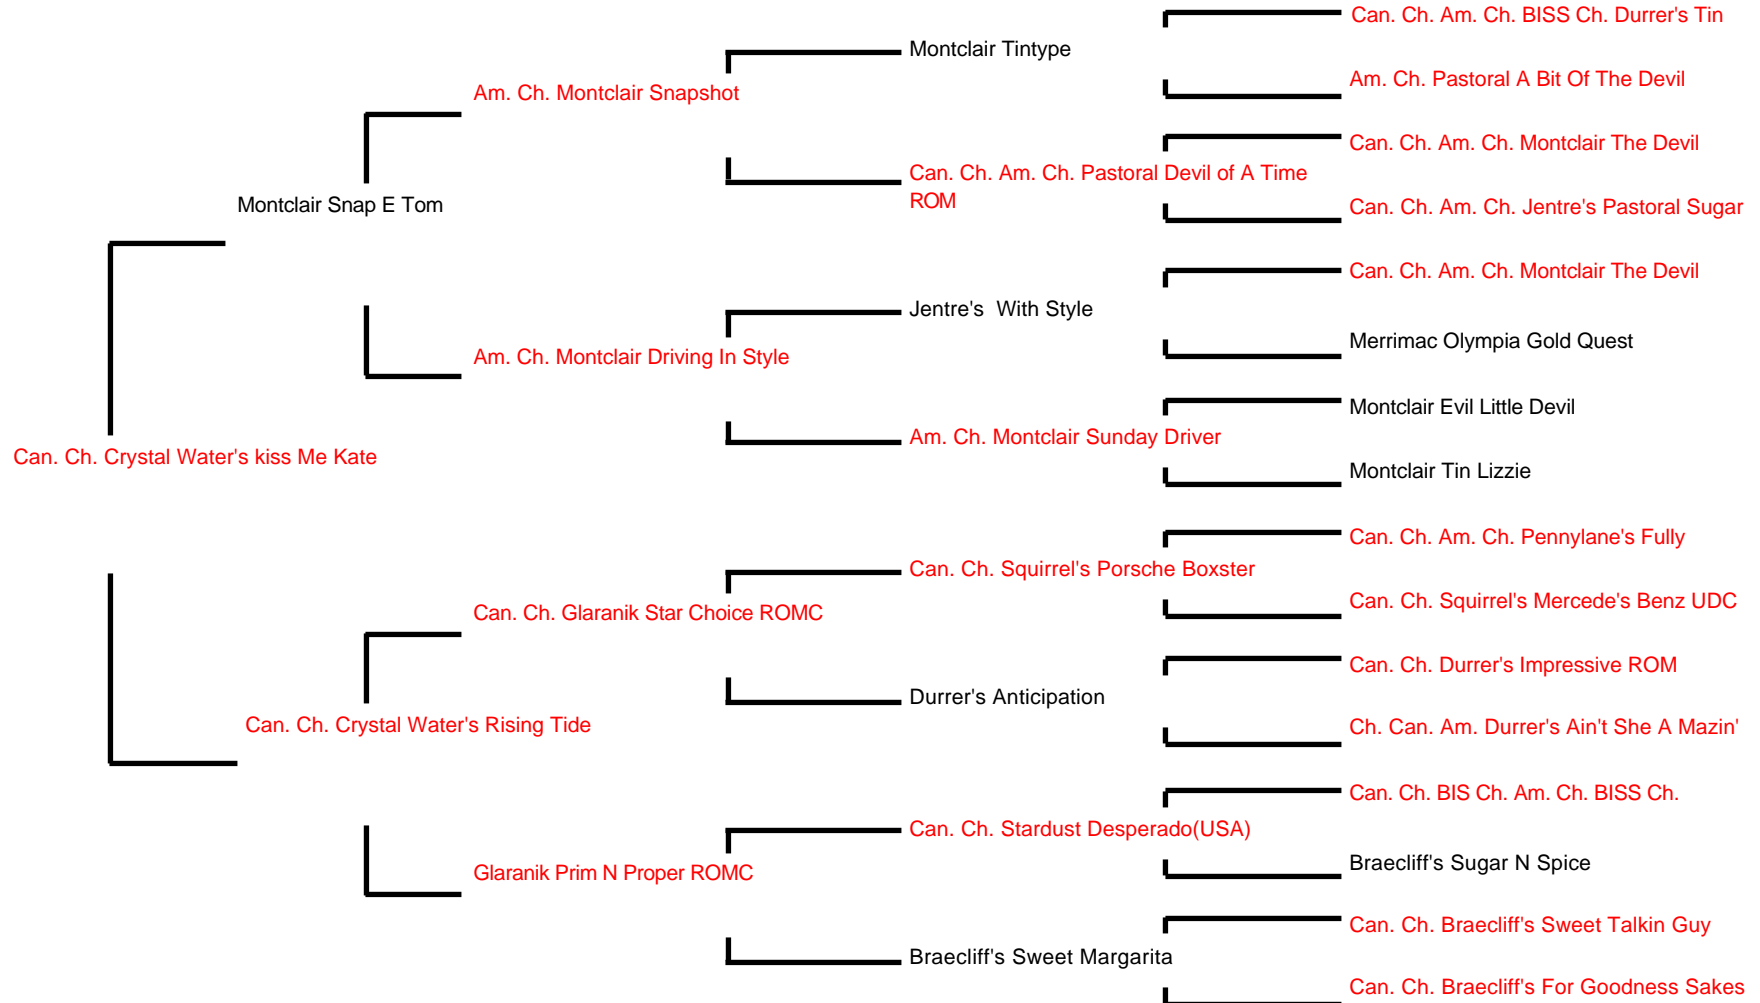 Can. Ch. Am. Ch. BISS Ch. Durrer's Tin
Montclair Tintype
Am. Ch. Pastoral A Bit Of The Devil
Am. Ch. Montclair Snapshot
Can. Ch. Am. Ch. Montclair The Devil
Can. Ch. Am. Ch. Pastoral Devil of A Time
ROM
Montclair Snap E Tom
Can. Ch. Am. Ch. Jentre's Pastoral Sugar
Can. Ch. Am. Ch. Montclair The Devil
Jentre's  With Style
Merrimac Olympia Gold Quest
Am. Ch. Montclair Driving In Style
Montclair Evil Little Devil
Am. Ch. Montclair Sunday Driver
Can. Ch. Crystal Water's kiss Me Kate
Montclair Tin Lizzie
Can. Ch. Am. Ch. Pennylane's Fully
Can. Ch. Squirrel's Porsche Boxster
Can. Ch. Squirrel's Mercede's Benz UDC
Can. Ch. Glaranik Star Choice ROMC
Can. Ch. Durrer's Impressive ROM
Durrer's Anticipation
Can. Ch. Crystal Water's Rising Tide
Ch. Can. Am. Durrer's Ain't She A Mazin'
Can. Ch. BIS Ch. Am. Ch. BISS Ch.
Can. Ch. Stardust Desperado(USA)
Braecliff's Sugar N Spice
Glaranik Prim N Proper ROMC
Can. Ch. Braecliff's Sweet Talkin Guy
Braecliff's Sweet Margarita
Can. Ch. Braecliff's For Goodness Sakes